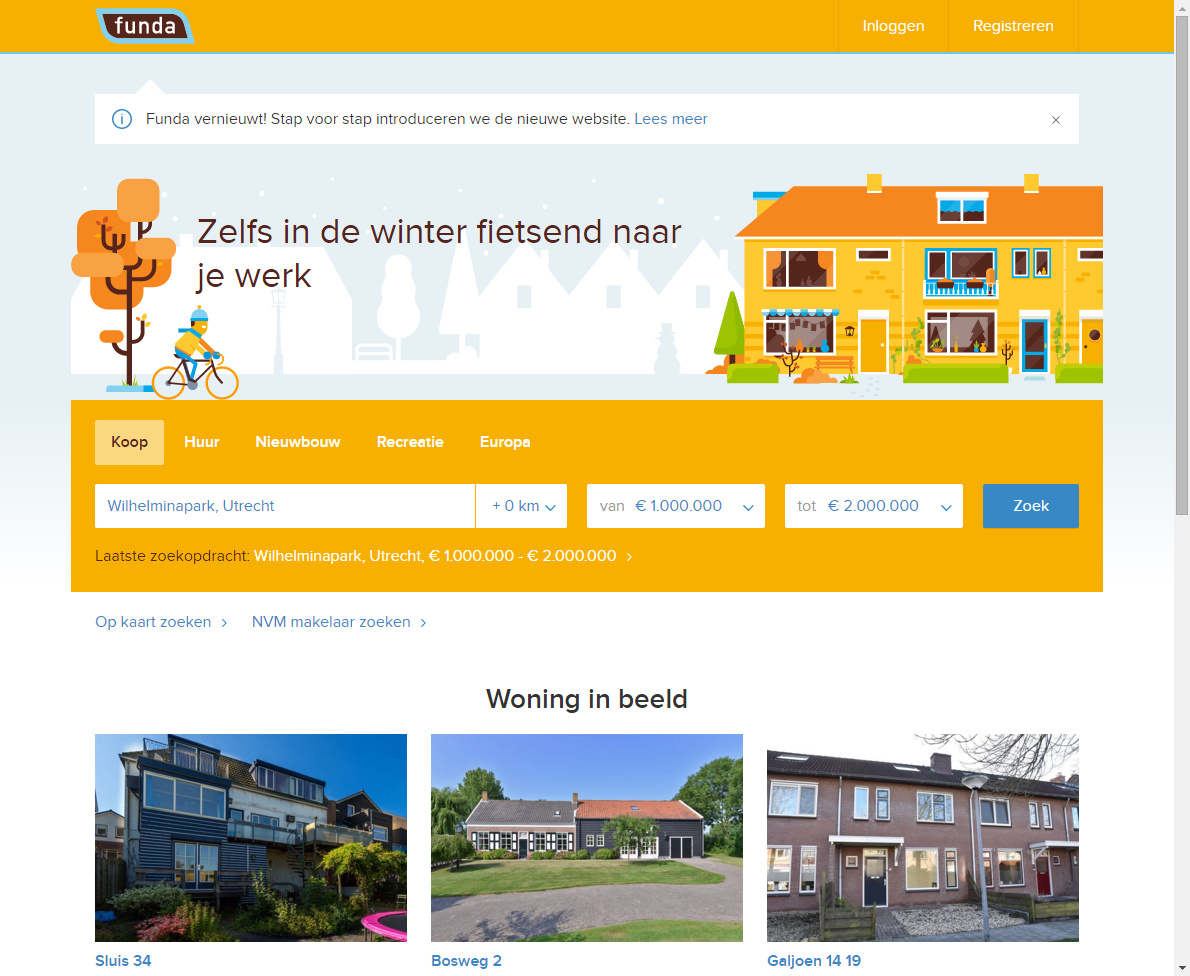 funda
Inloggen
Registreren
Funda vernieuwt! Stap voor stap introduceren we de nieuwe website. Lees meer
Zelfs in de winter fietsend naar
je werk
Koop
Huur
Nieuwbouw
Recreatie
Europa
Wilhelminapark, Utrecht
+ 0 km
van € 1.000.000
tot € 2.000.000
Zoek
Laatste zoekopdracht: Wilhelminapark, Utrecht, € 1.000.000 - € 2.000.000
Op kaart zoeken
NVM makelaar zoeken
Woning in beeld
Sluis 34
Bosweg 2
Galjoen 14 19